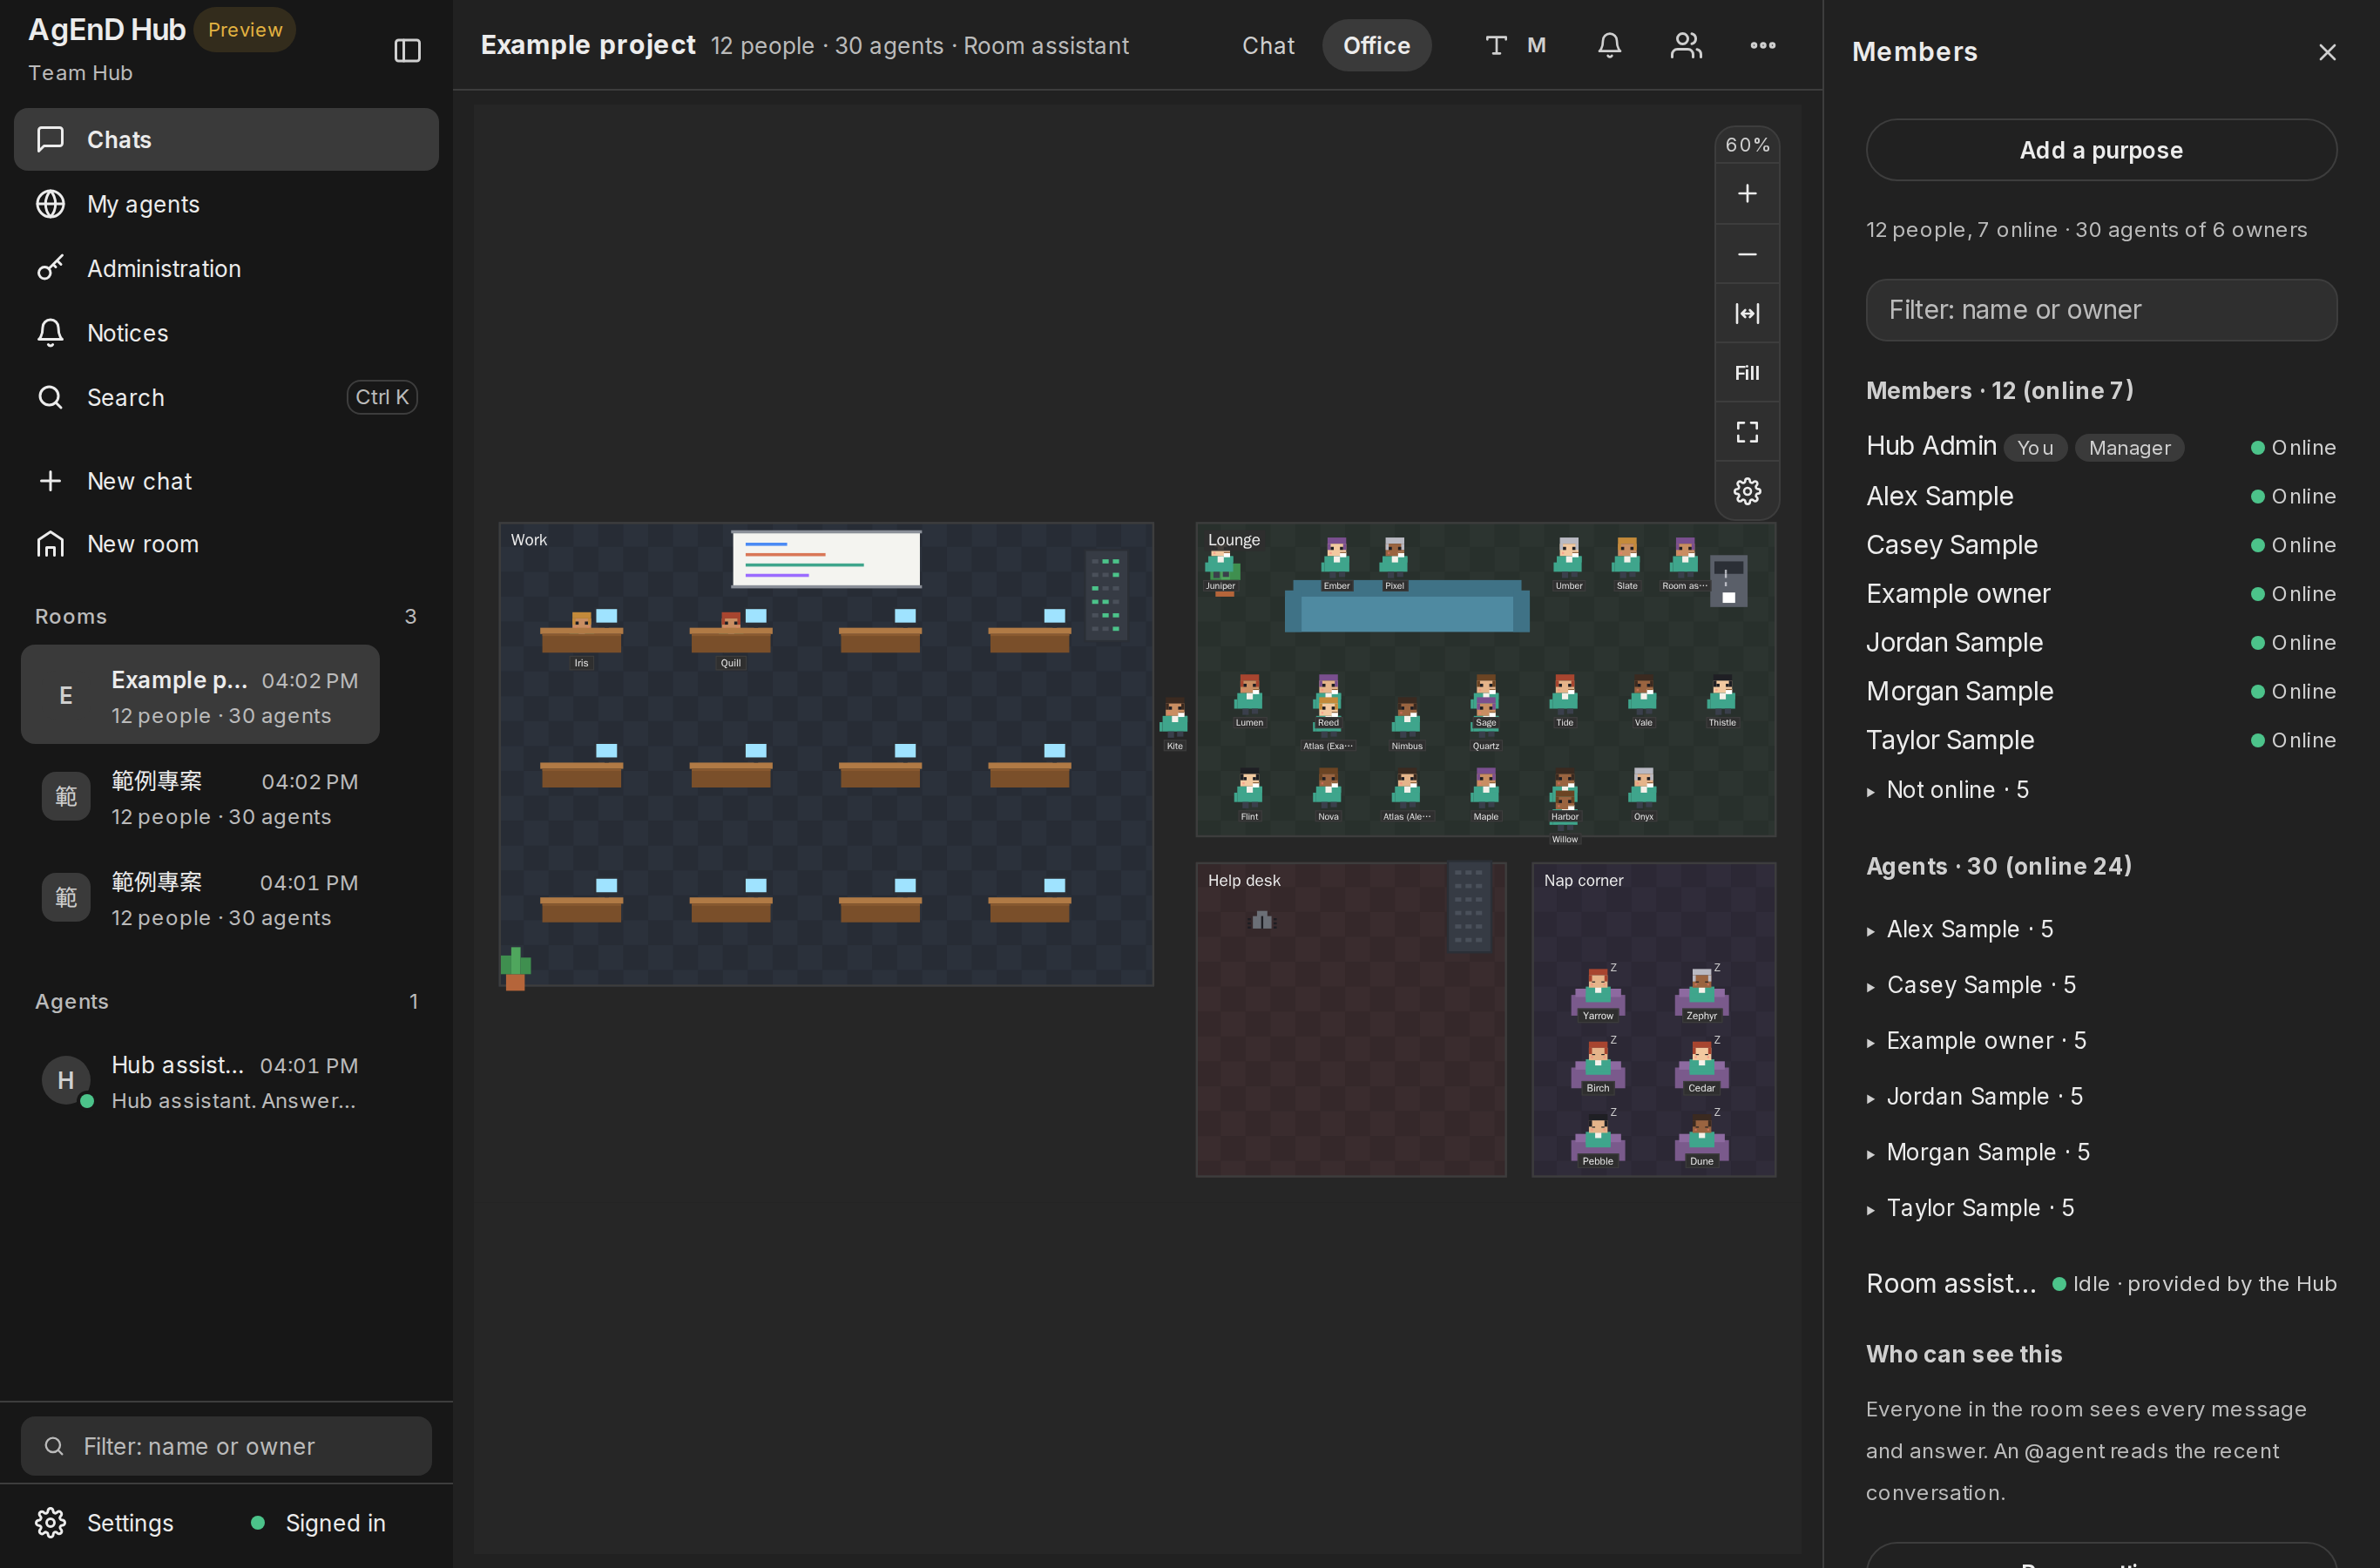 AgEnD Hub Preview
Team Hub
Chats
My agents
Administration
Notices
Search Ctrl K
New chat
New room
Rooms 3
E Example p... 04:02 PM
12 people · 30 agents
範 範例專案 04:02 PM
12 people · 30 agents
範 範例專案 04:01 PM
12 people · 30 agents
Agents 1
H Hub assist... 04:01 PM
Hub assistant. Answer...
Filter: name or owner
Settings Signed in
Example project 12 people · 30 agents · Room assistant
Chat Office T M
60%
Fill
Work
Iris Quill
Kite
Lounge
Juniper Ember Pixel Umber Slate Room as...
Lumen Reed Sage Tide Vale Thistle
Atlas (Exa... Nimbus Quartz
Flint Nova Atlas (Ale... Maple Harbor Onyx
Willow
Help desk
Nap corner
Z Z
Yarrow Zephyr
Z Z
Birch Cedar
Z Z
Pebble Dune
Members
Add a purpose
12 people, 7 online · 30 agents of 6 owners
Filter: name or owner
Members · 12 (online 7)
Hub Admin You Manager Online
Alex Sample Online
Casey Sample Online
Example owner Online
Jordan Sample Online
Morgan Sample Online
Taylor Sample Online
Not online · 5
Agents · 30 (online 24)
Alex Sample · 5
Casey Sample · 5
Example owner · 5
Jordan Sample · 5
Morgan Sample · 5
Taylor Sample · 5
Room assist... Idle · provided by the Hub
Who can see this
Everyone in the room sees every message
and answer. An @agent reads the recent
conversation.